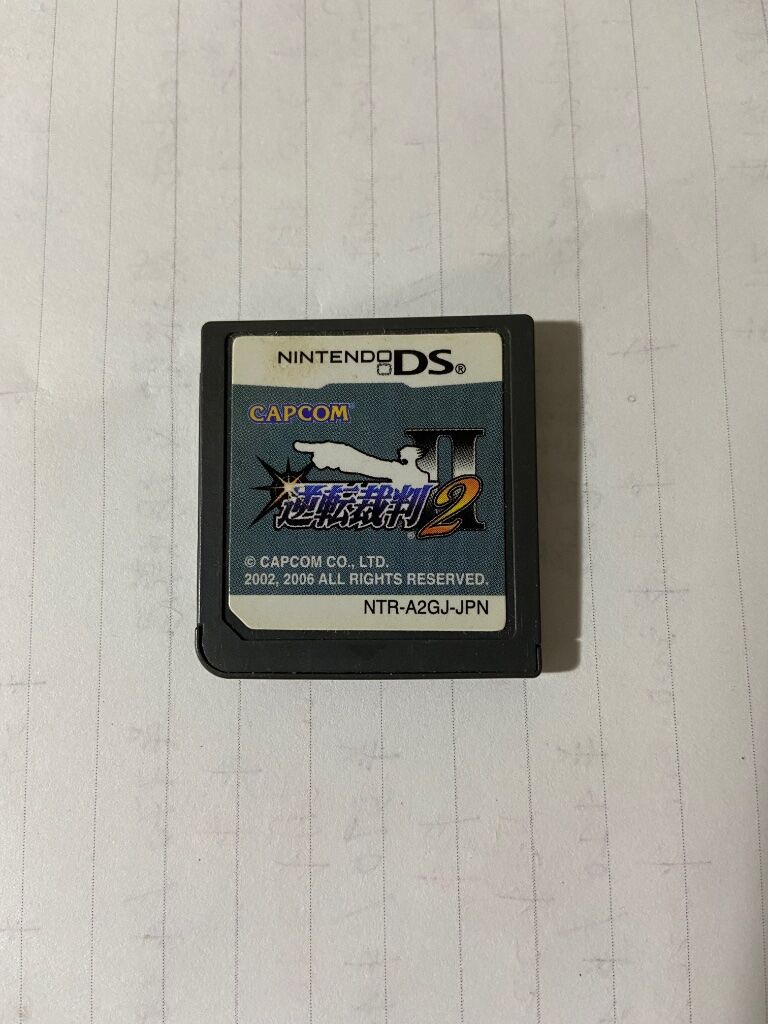 NINTENDO DS®
CAPCOM
II
逆転裁判2
© CAPCOM CO., LTD.
2002, 2006 ALL RIGHTS RESERVED.
NTR-A2GJ-JPN